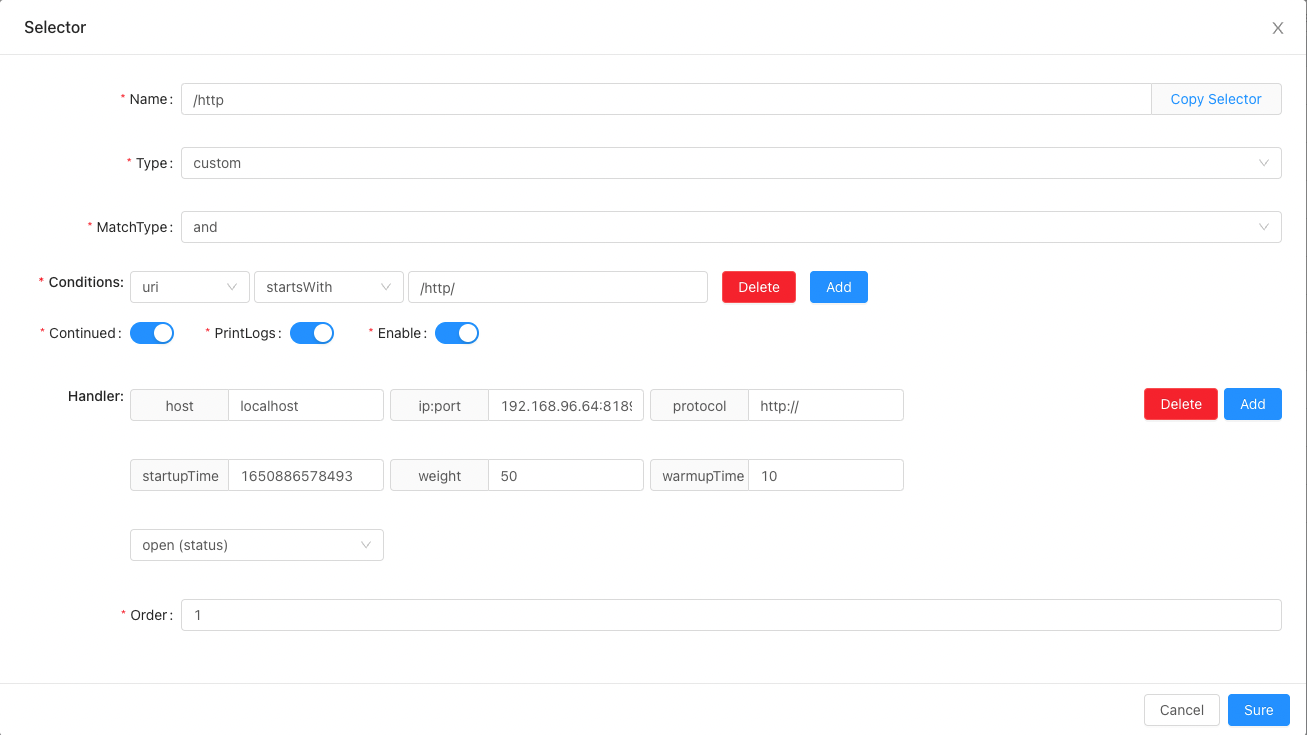 Selector
* Name: /http Copy Selector
* Type: custom
* MatchType: and
* Conditions: uri startsWith /http/ Delete Add
* Continued: * PrintLogs: * Enable:
Handler: host localhost ip:port 192.168.96.64:8189 protocol http:// Delete Add
startupTime 1650886578493 weight 50 warmupTime 10
open (status)
* Order: 1
Cancel Sure